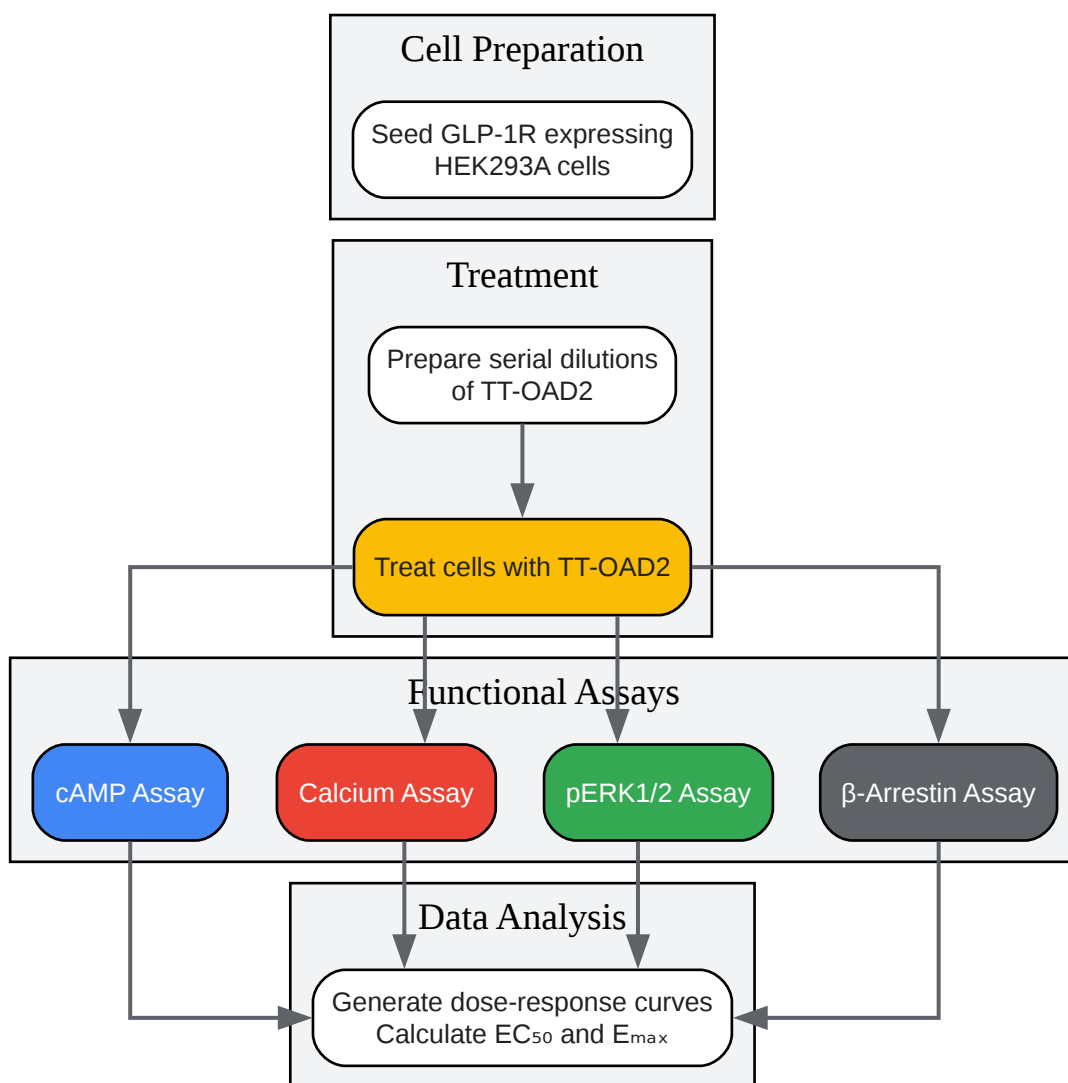 Cell Preparation
Seed GLP-1R expressing
HEK293A cells
Treatment
Prepare serial dilutions
of TT-OAD2
Treat cells with TT-OAD2
Functional Assays
cAMP Assay
Calcium Assay
pERK1/2 Assay
β-Arrestin Assay
Data Analysis
Generate dose-response curves
Calculate EC₅₀ and Eₘₐₓ